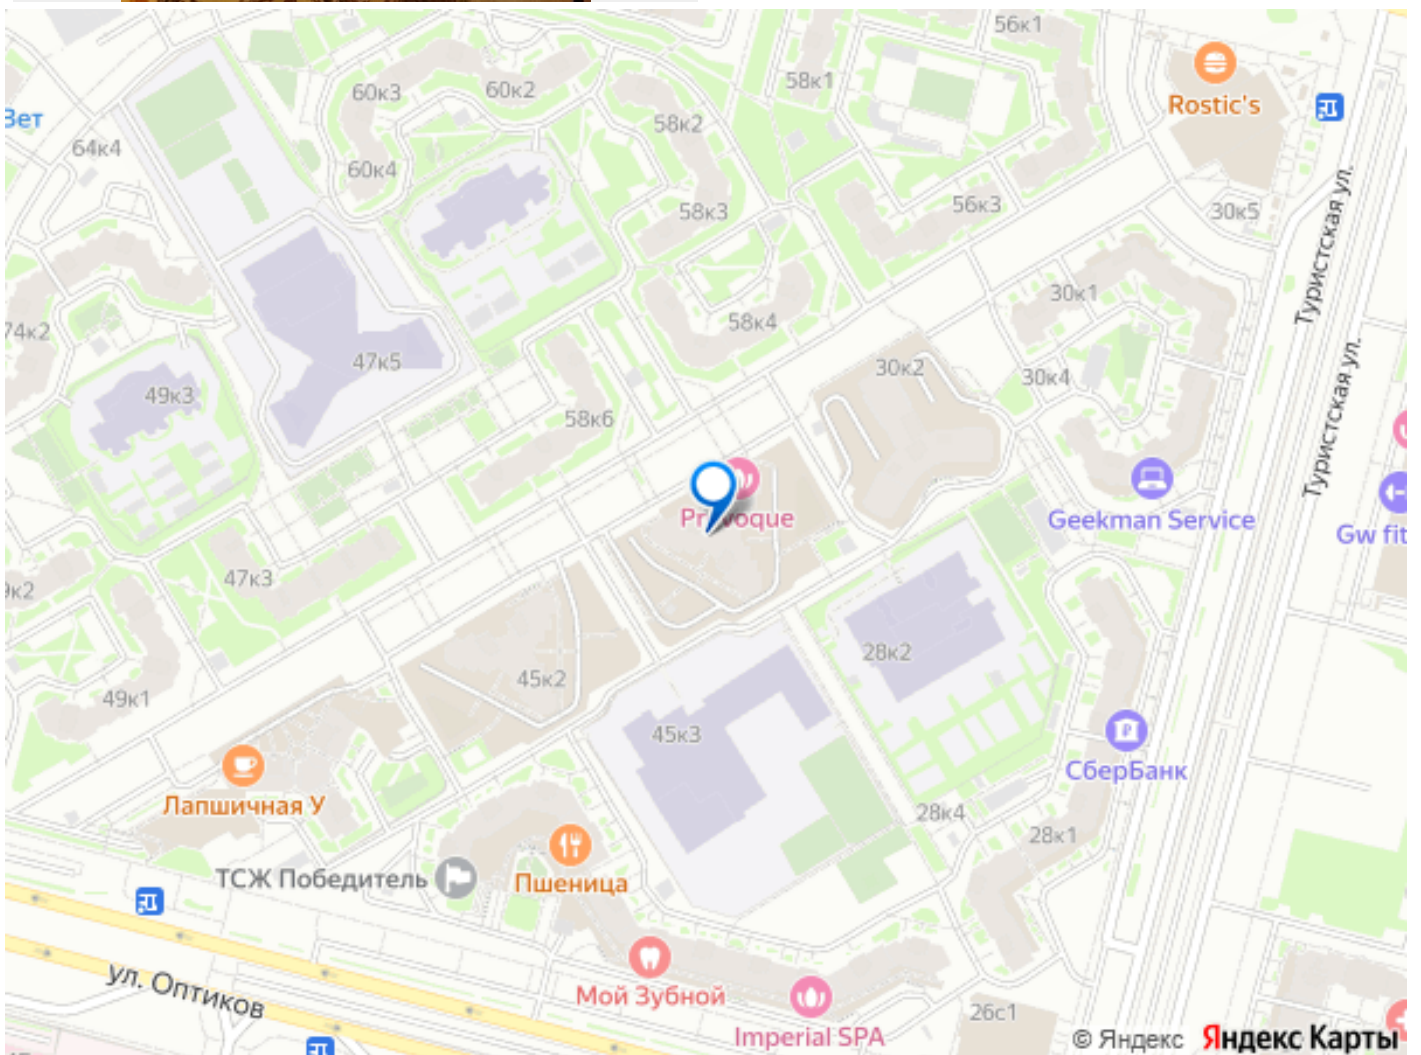 56к1
60к3
60к2
58к1
Rostic's
Вет
64к4
58к2
60к4
58к3
56к3
30к5
Туристская ул.
30к1
74к2
58к4
47к5
30к2
30к4
49к3
58к6
Туристская ул.
Geekman Service
Gw fit
47к3
45к2
28к2
49к1
45к3
СберБанк
Лапшичная У
28к4
28к1
ТСЖ Победитель
Пшеница
ул. Оптиков
Мой Зубной
26с1
Imperial SPA
© Яндекс Яндекс Карты